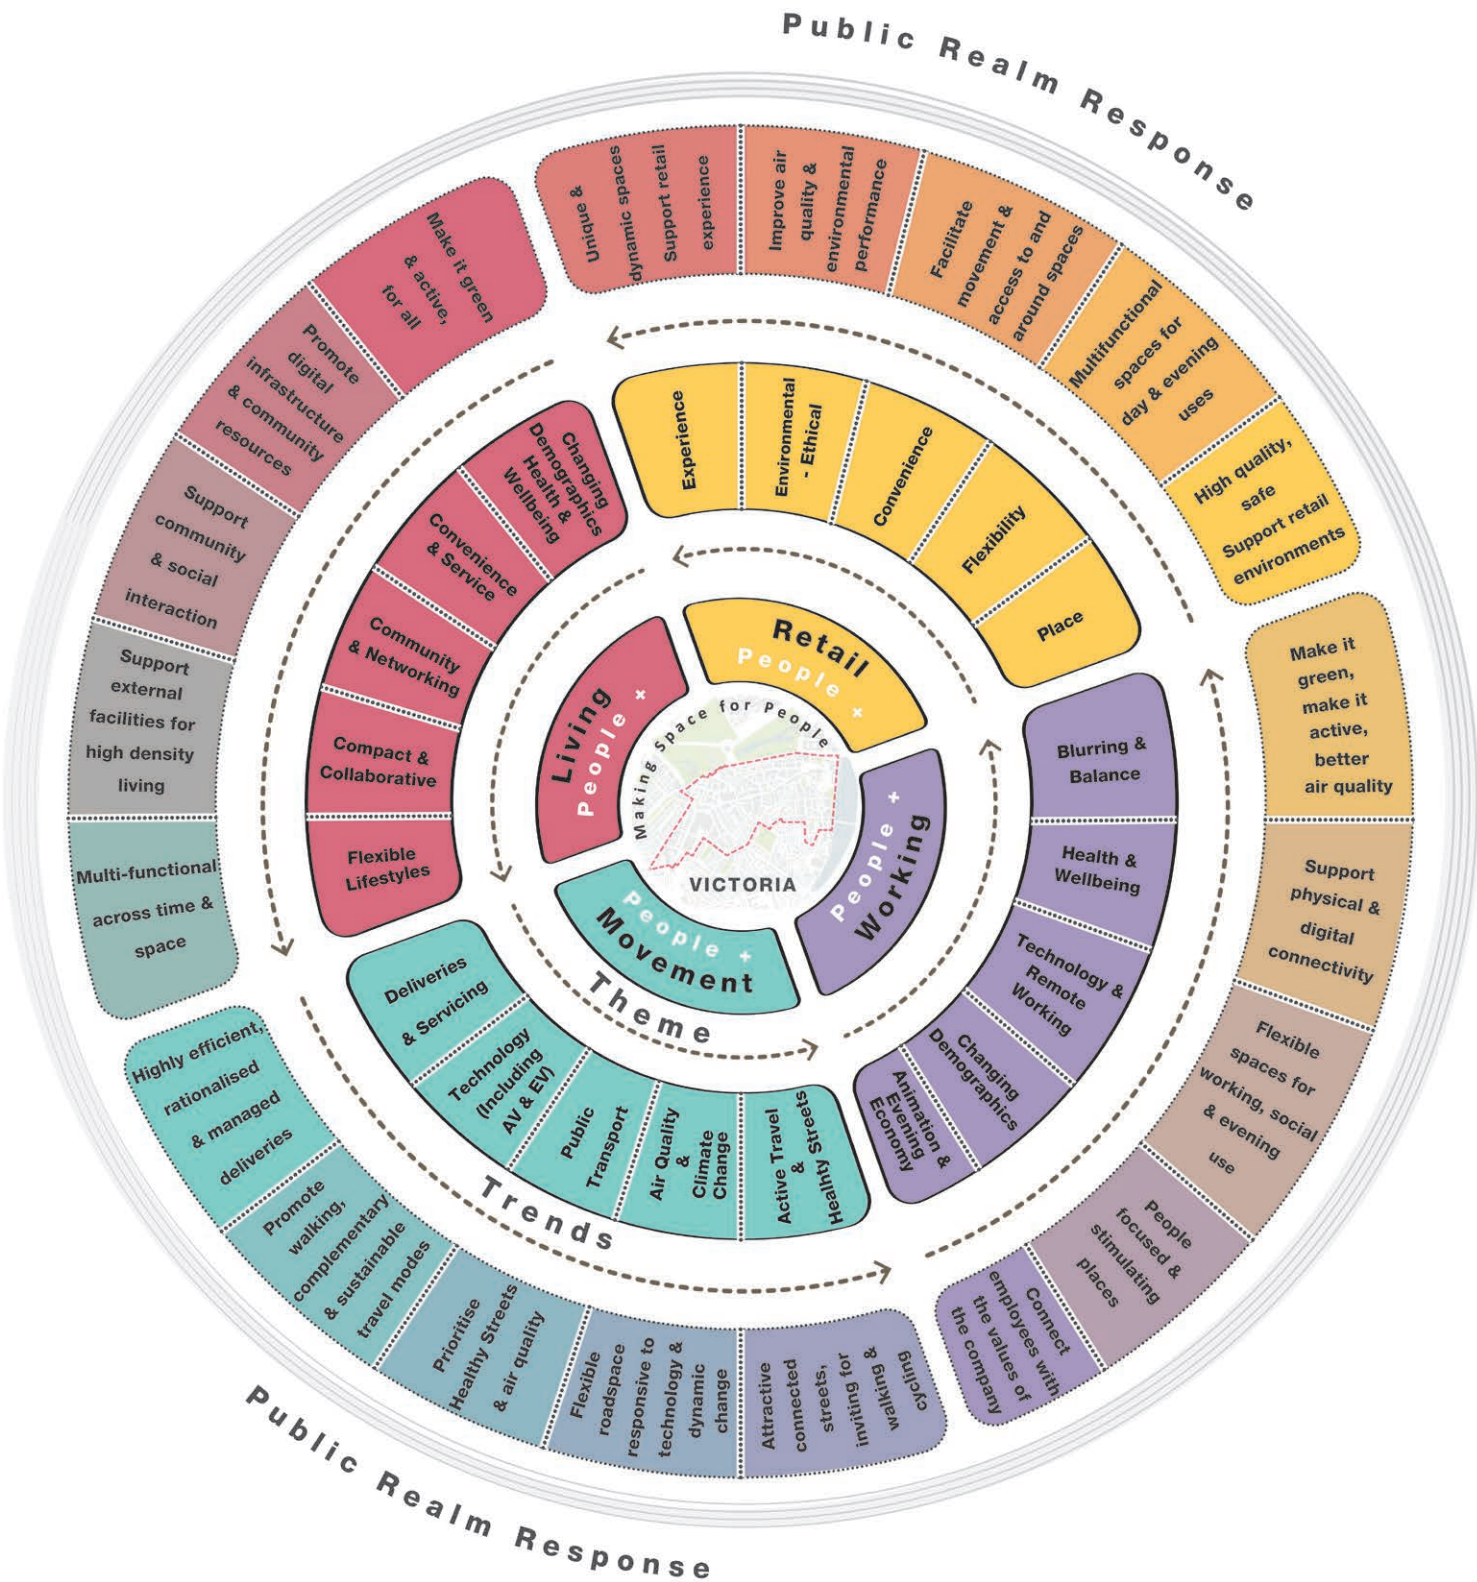 Public Realm Response
Unique &
dynamic spaces
Support retail
experience
Improve air
quality &
environmental
performance
Facilitate
movement &
access to and
around spaces
Multifunctional
spaces for
day & evening
uses
High quality,
safe
Support retail
environments
Make it
green,
make it
active,
better
air quality
Support
physical &
digital
connectivity
Flexible
spaces for
working, social
& evening
use
People
focused &
stimulating
places
Connect
employees with
the values of
the company
Attractive
connected
streets,
inviting for
walking &
cycling
Flexible
roadspace
responsive to
technology &
dynamic
change
Prioritise
Healthy Streets
& air quality
Promote
walking,
complementary
& sustainable
travel modes
Highly efficient,
rationalised
& managed
deliveries
Multi-functional
across time &
space
Support
external
facilities for
high density
living
Support
community
& social
interaction
Promote
digital
infrastructure
& community
resources
Make it green
& active,
for all
Experience
Environmental
- Ethical
Convenience
Flexibility
Place
Blurring &
Balance
Health &
Wellbeing
Technology &
Remote
Working
Changing
Demographics
Animation &
Evening
Economy
Active Travel
&
Healhty Streets
Air Quality
&
Climate
Change
Public
Transport
Technology
(Including
AV & EV)
Deliveries
& Servicing
Flexible
Lifestyles
Compact &
Collaborative
Community
& Networking
Convenience
& Service
Changing
Demographics
Health &
Wellbeing
Retail
People +
Working
People +
People +
Movement
Living
People +
Making Space for People
VICTORIA
Theme
Trends
Public Realm Response